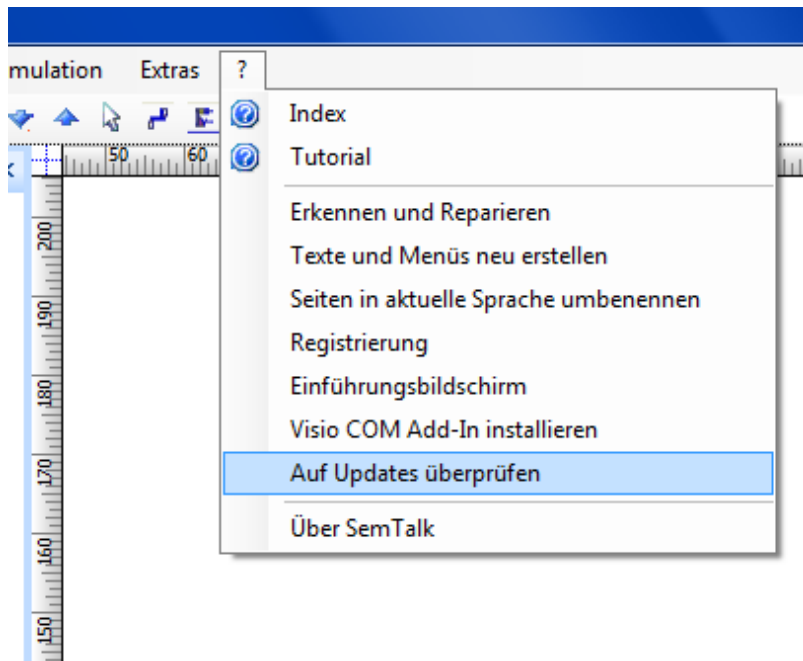 mulation Extras ?
50 60
Index
Tutorial
Erkennen und Reparieren
Texte und Menüs neu erstellen
Seiten in aktuelle Sprache umbenennen
Registrierung
Einführungsbildschirm
Visio COM Add-In installieren
Auf Updates überprüfen
Über SemTalk
200
190
180
170
160
150